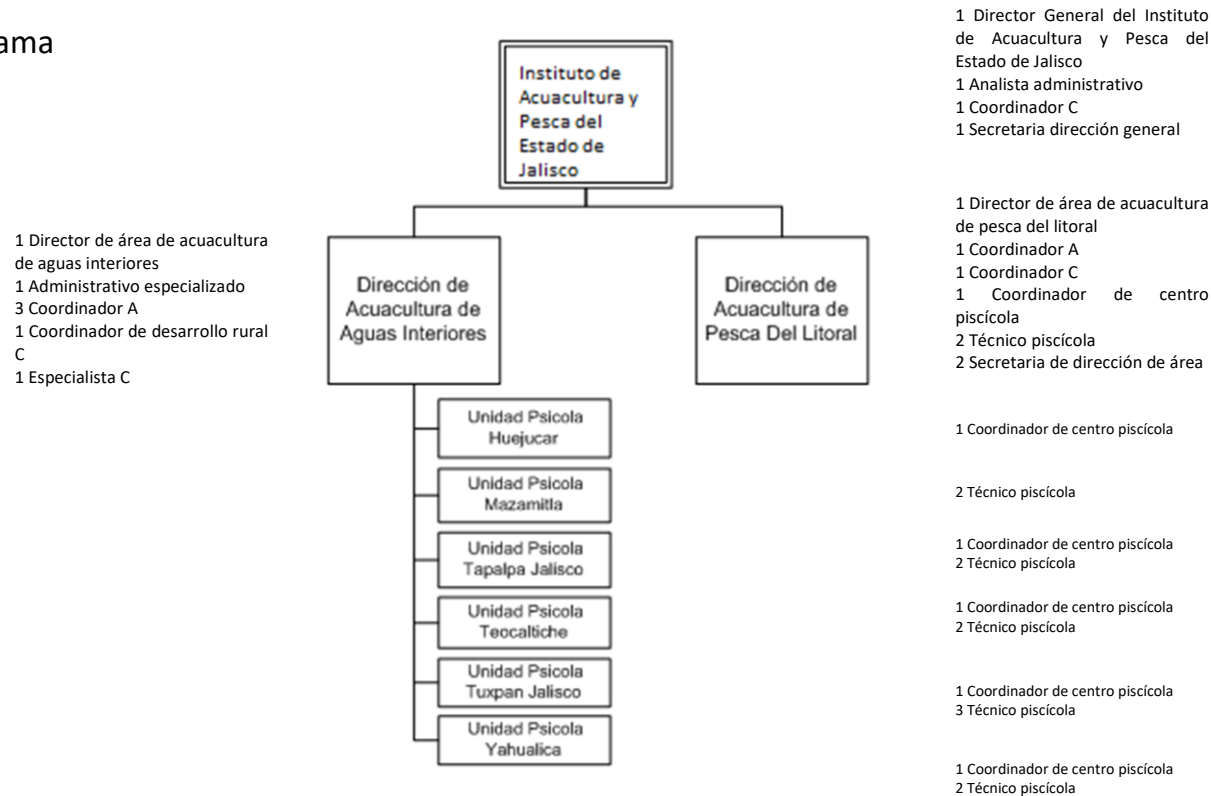 ama
1 Director General del Instituto
de Acuacultura y Pesca del
Estado de Jalisco
1 Analista administrativo
1 Coordinador C
1 Secretaria dirección general
Instituto de
Acuacultura y
Pesca del
Estado de
Jalisco
1 Director de área de acuacultura
de aguas interiores
1 Administrativo especializado
3 Coordinador A
1 Coordinador de desarrollo rural
C
1 Especialista C
Dirección de
Acuacultura de
Aguas Interiores
Dirección de
Acuacultura de
Pesca Del Litoral
1 Director de área de acuacultura
de pesca del litoral
1 Coordinador A
1 Coordinador C
1 Coordinador de centro
piscícola
2 Técnico piscícola
2 Secretaria de dirección de área
Unidad Psicola
Huejucar
1 Coordinador de centro piscícola
Unidad Psicola
Mazamitla
2 Técnico piscícola
Unidad Psicola
Tapalpa Jalisco
1 Coordinador de centro piscícola
2 Técnico piscícola
Unidad Psicola
Teocaltiche
1 Coordinador de centro piscícola
2 Técnico piscícola
Unidad Psicola
Tuxpan Jalisco
1 Coordinador de centro piscícola
3 Técnico piscícola
Unidad Psicola
Yahualica
1 Coordinador de centro piscícola
2 Técnico piscícola